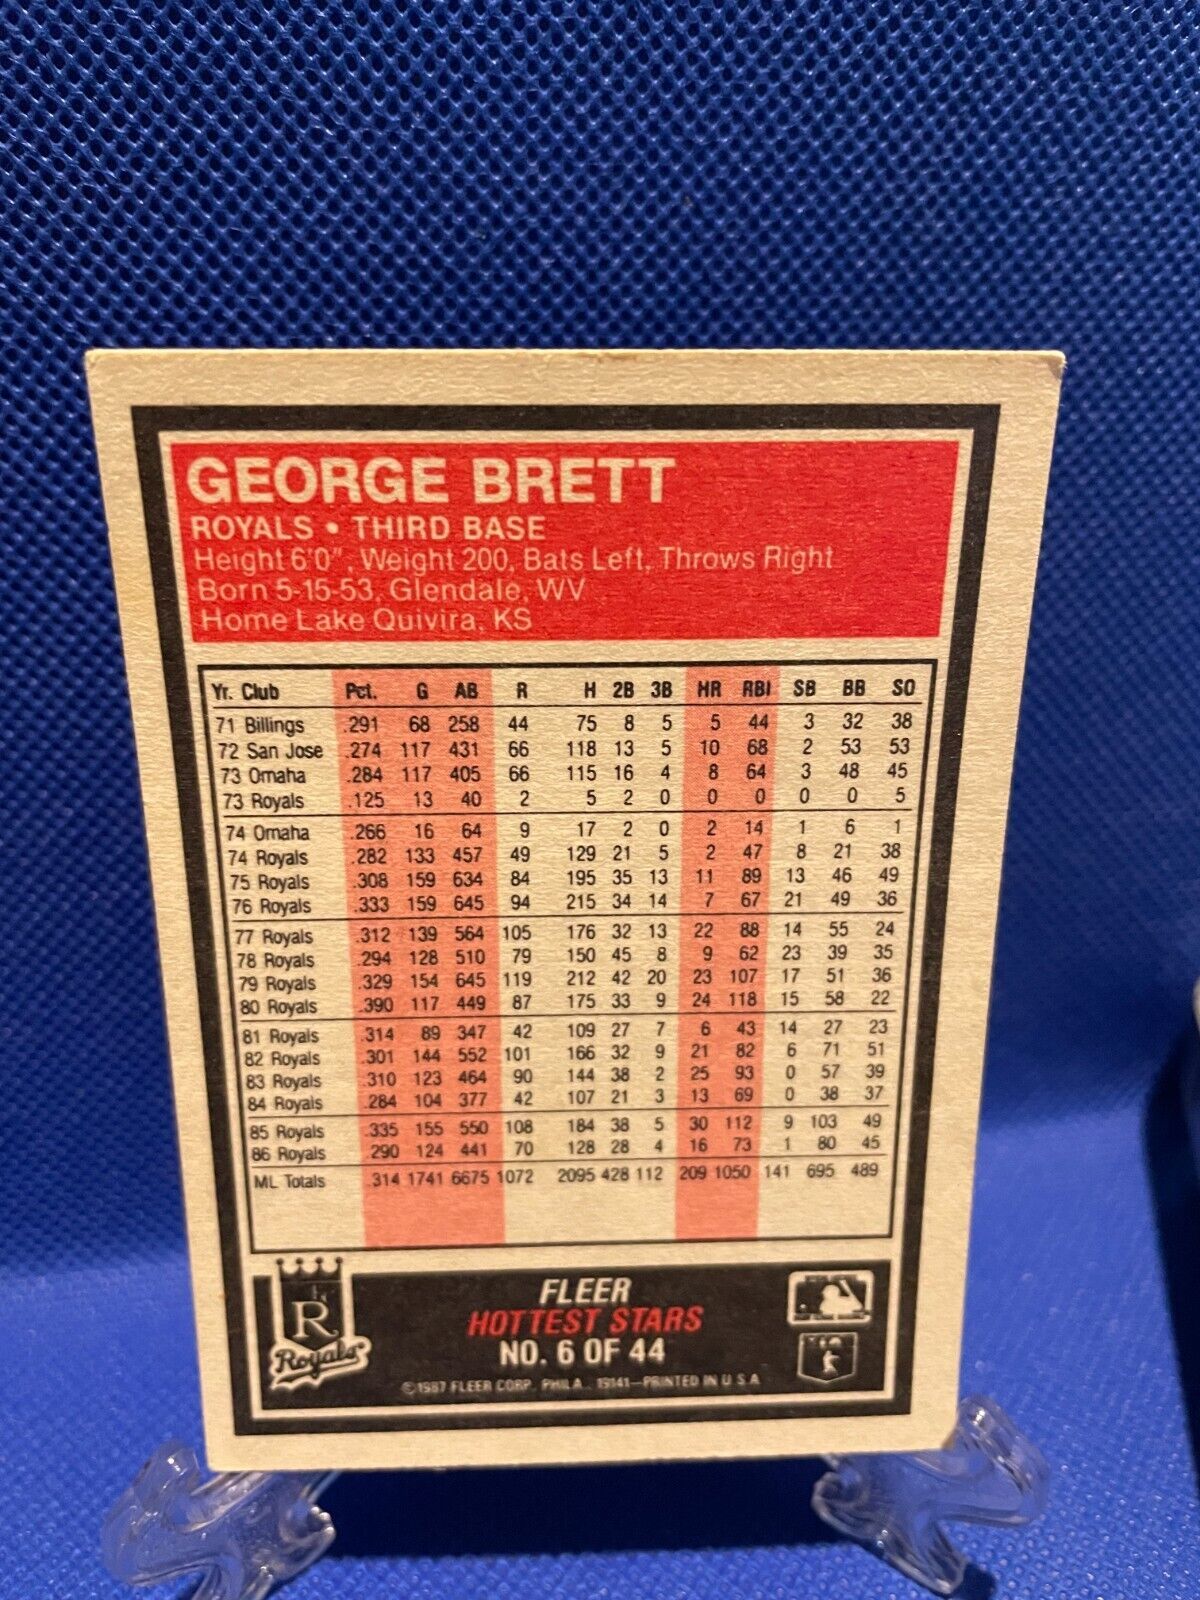 GEORGE BRETT
ROYALS • THIRD BASE
Height 6'0", Weight 200, Bats Left, Throws Right
Born 5-15-53, Glendale, WV
Home Lake Quivira, KS
Yr. Club Pct. G AB R H 2B 3B HR RBI SB BB SO
71 Billings .291 68 258 44 75 8 5 5 44 3 32 38
72 San Jose .274 117 431 66 118 13 5 10 68 2 53 53
73 Omaha .284 117 405 66 115 16 4 8 64 3 48 45
73 Royals .125 13 40 2 5 2 0 0 0 0 0 5
74 Omaha .266 16 64 9 17 2 0 2 14 1 6 1
74 Royals .282 133 457 49 129 21 5 2 47 8 21 38
75 Royals .308 159 634 84 195 35 13 11 89 13 46 49
76 Royals .333 159 645 94 215 34 14 7 67 21 49 36
77 Royals .312 139 564 105 176 32 13 22 88 14 55 24
78 Royals .294 128 510 79 150 45 8 9 62 23 39 35
79 Royals .329 154 645 119 212 42 20 23 107 17 51 36
80 Royals .390 117 449 87 175 33 9 24 118 15 58 22
81 Royals .314 89 347 42 109 27 7 6 43 14 27 23
82 Royals .301 144 552 101 166 32 9 21 82 6 71 51
83 Royals .310 123 464 90 144 38 2 25 93 0 57 39
84 Royals .284 104 377 42 107 21 3 13 69 0 38 37
85 Royals .335 155 550 108 184 38 5 30 112 9 103 49
86 Royals .290 124 441 70 128 28 4 16 73 1 80 45
ML Totals .314 1741 6675 1072 2095 428 112 209 1050 141 695 489
R
Royals
FLEER
HOTTEST STARS
NO. 6 OF 44
©1987 FLEER CORP. PHILA. 19141—PRINTED IN U.S.A.